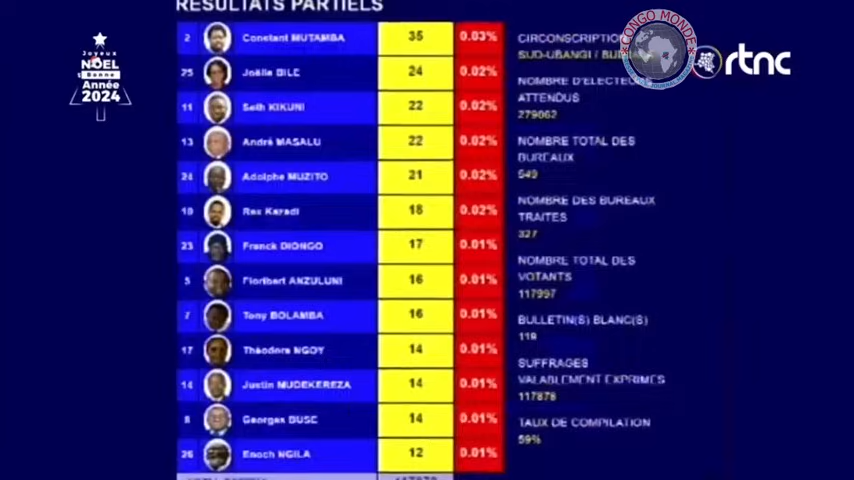 RESULTATS PARTIELS
Joyeux
NOËL
Bonne
Année
2024
CONGO MONDE
rtnc
2 Constant MUTAMBA 35 0.03%
25 Joëlle BILE 24 0.02%
11 Seth KIKUNI 22 0.02%
13 André MASALU 22 0.02%
24 Adolphe MUZITO 21 0.02%
10 Rex Kazadi 18 0.02%
23 Franck DIONGO 17 0.01%
5 Floribert ANZULUNI 16 0.01%
7 Tony BOLAMBA 16 0.01%
17 Théodore NGOY 14 0.01%
14 Justin MUDEKEREZA 14 0.01%
8 Georges BUSE 14 0.01%
26 Enoch NGILA 12 0.01%
CIRCONSCRIPTION
SUD-UBANGI /
NOMBRE D'ELECTEURS
ATTENDUS
279062
NOMBRE TOTAL DES
BUREAUX
549
NOMBRE DES BUREAUX
TRAITES
327
NOMBRE TOTAL DES
VOTANTS
117997
BULLETIN(S) BLANC(S)
119
SUFFRAGES
VALABLEMENT EXPRIMES
117878
TAUX DE COMPILATION
59%